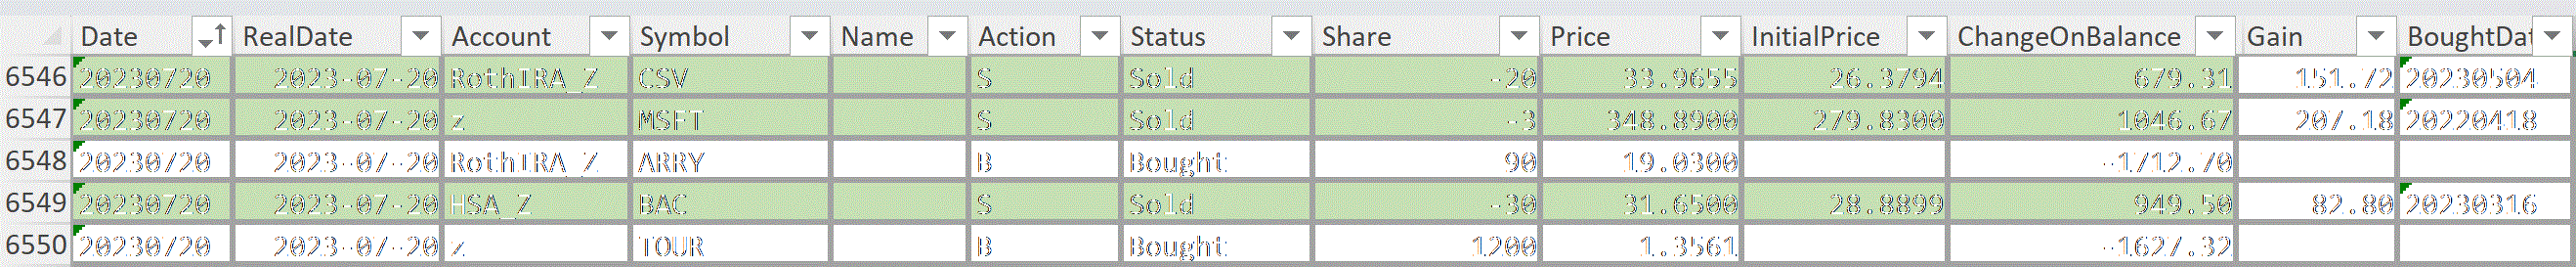 Date RealDate Account Symbol Name Action Status Share Price InitialPrice ChangeOnBalance Gain BoughtDat
6546 20230720 2023-07-20 RothIRA_Z CSV S Sold -20 33.9655 26.3794 679.31 151.72 20230504
6547 20230720 2023-07-20 z MSFT S Sold -3 348.8900 279.8300 1046.67 207.18 20220418
6548 20230720 2023-07-20 RothIRA_Z ARRY B Bought 90 19.0300 -1712.70
6549 20230720 2023-07-20 HSA_Z BAC S Sold -30 31.6500 28.8899 949.50 82.80 20230316
6550 20230720 2023-07-20 z TOUR B Bought 1200 1.3561 -1627.32